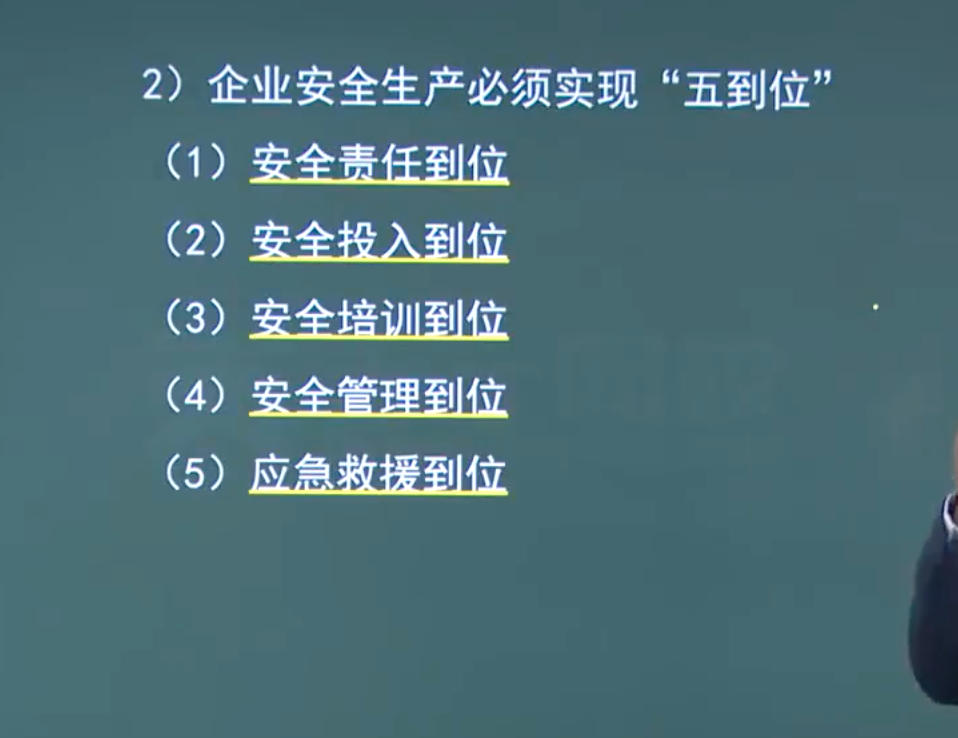 2）企业安全生产必须实现“五到位”
（1）安全责任到位
（2）安全投入到位
（3）安全培训到位
（4）安全管理到位
（5）应急救援到位